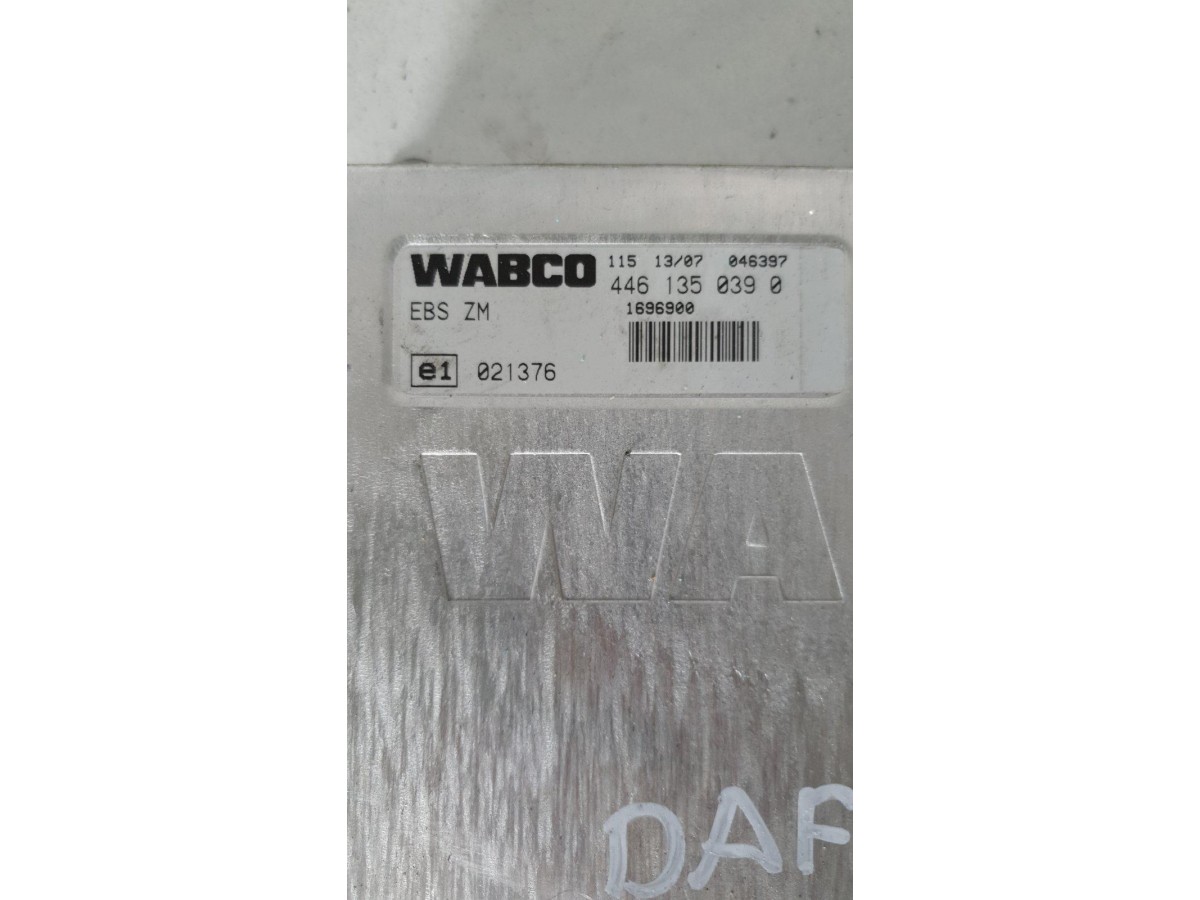 WABCO 115 13/07 046397
446 135 039 0
EBS ZM 1696900
e1 021376
WA
DAF